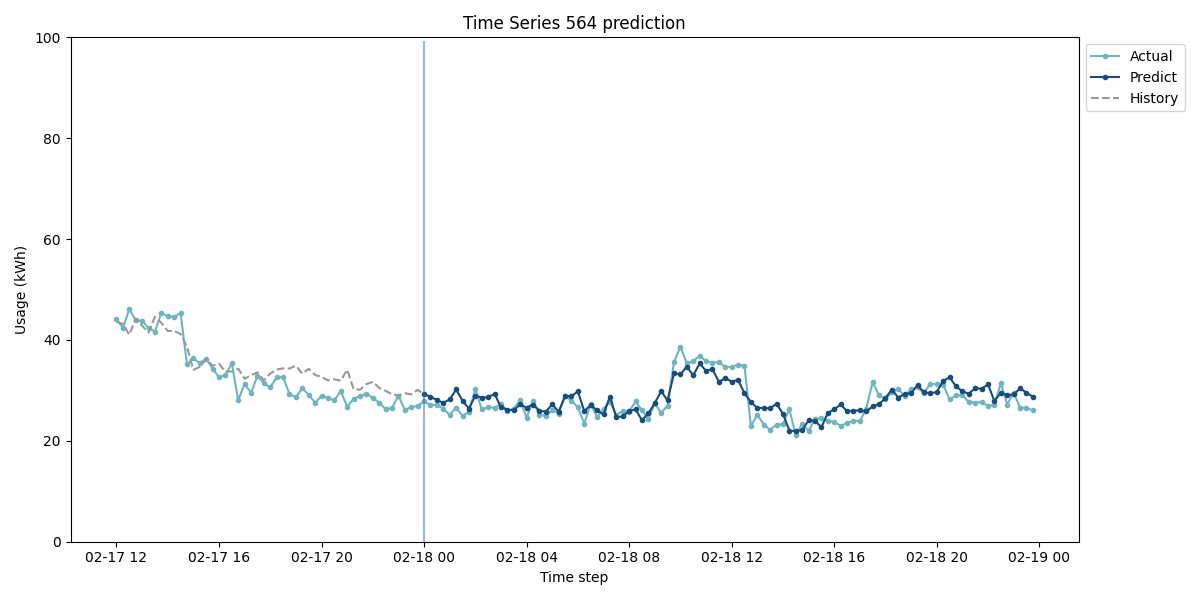 Time Series 564 prediction
Usage (kWh)
100
80
60
40
20
0
02-17 12
02-17 16
02-17 20
02-18 00
02-18 04
02-18 08
02-18 12
02-18 16
02-18 20
02-19 00
Time step
Actual
Predict
History